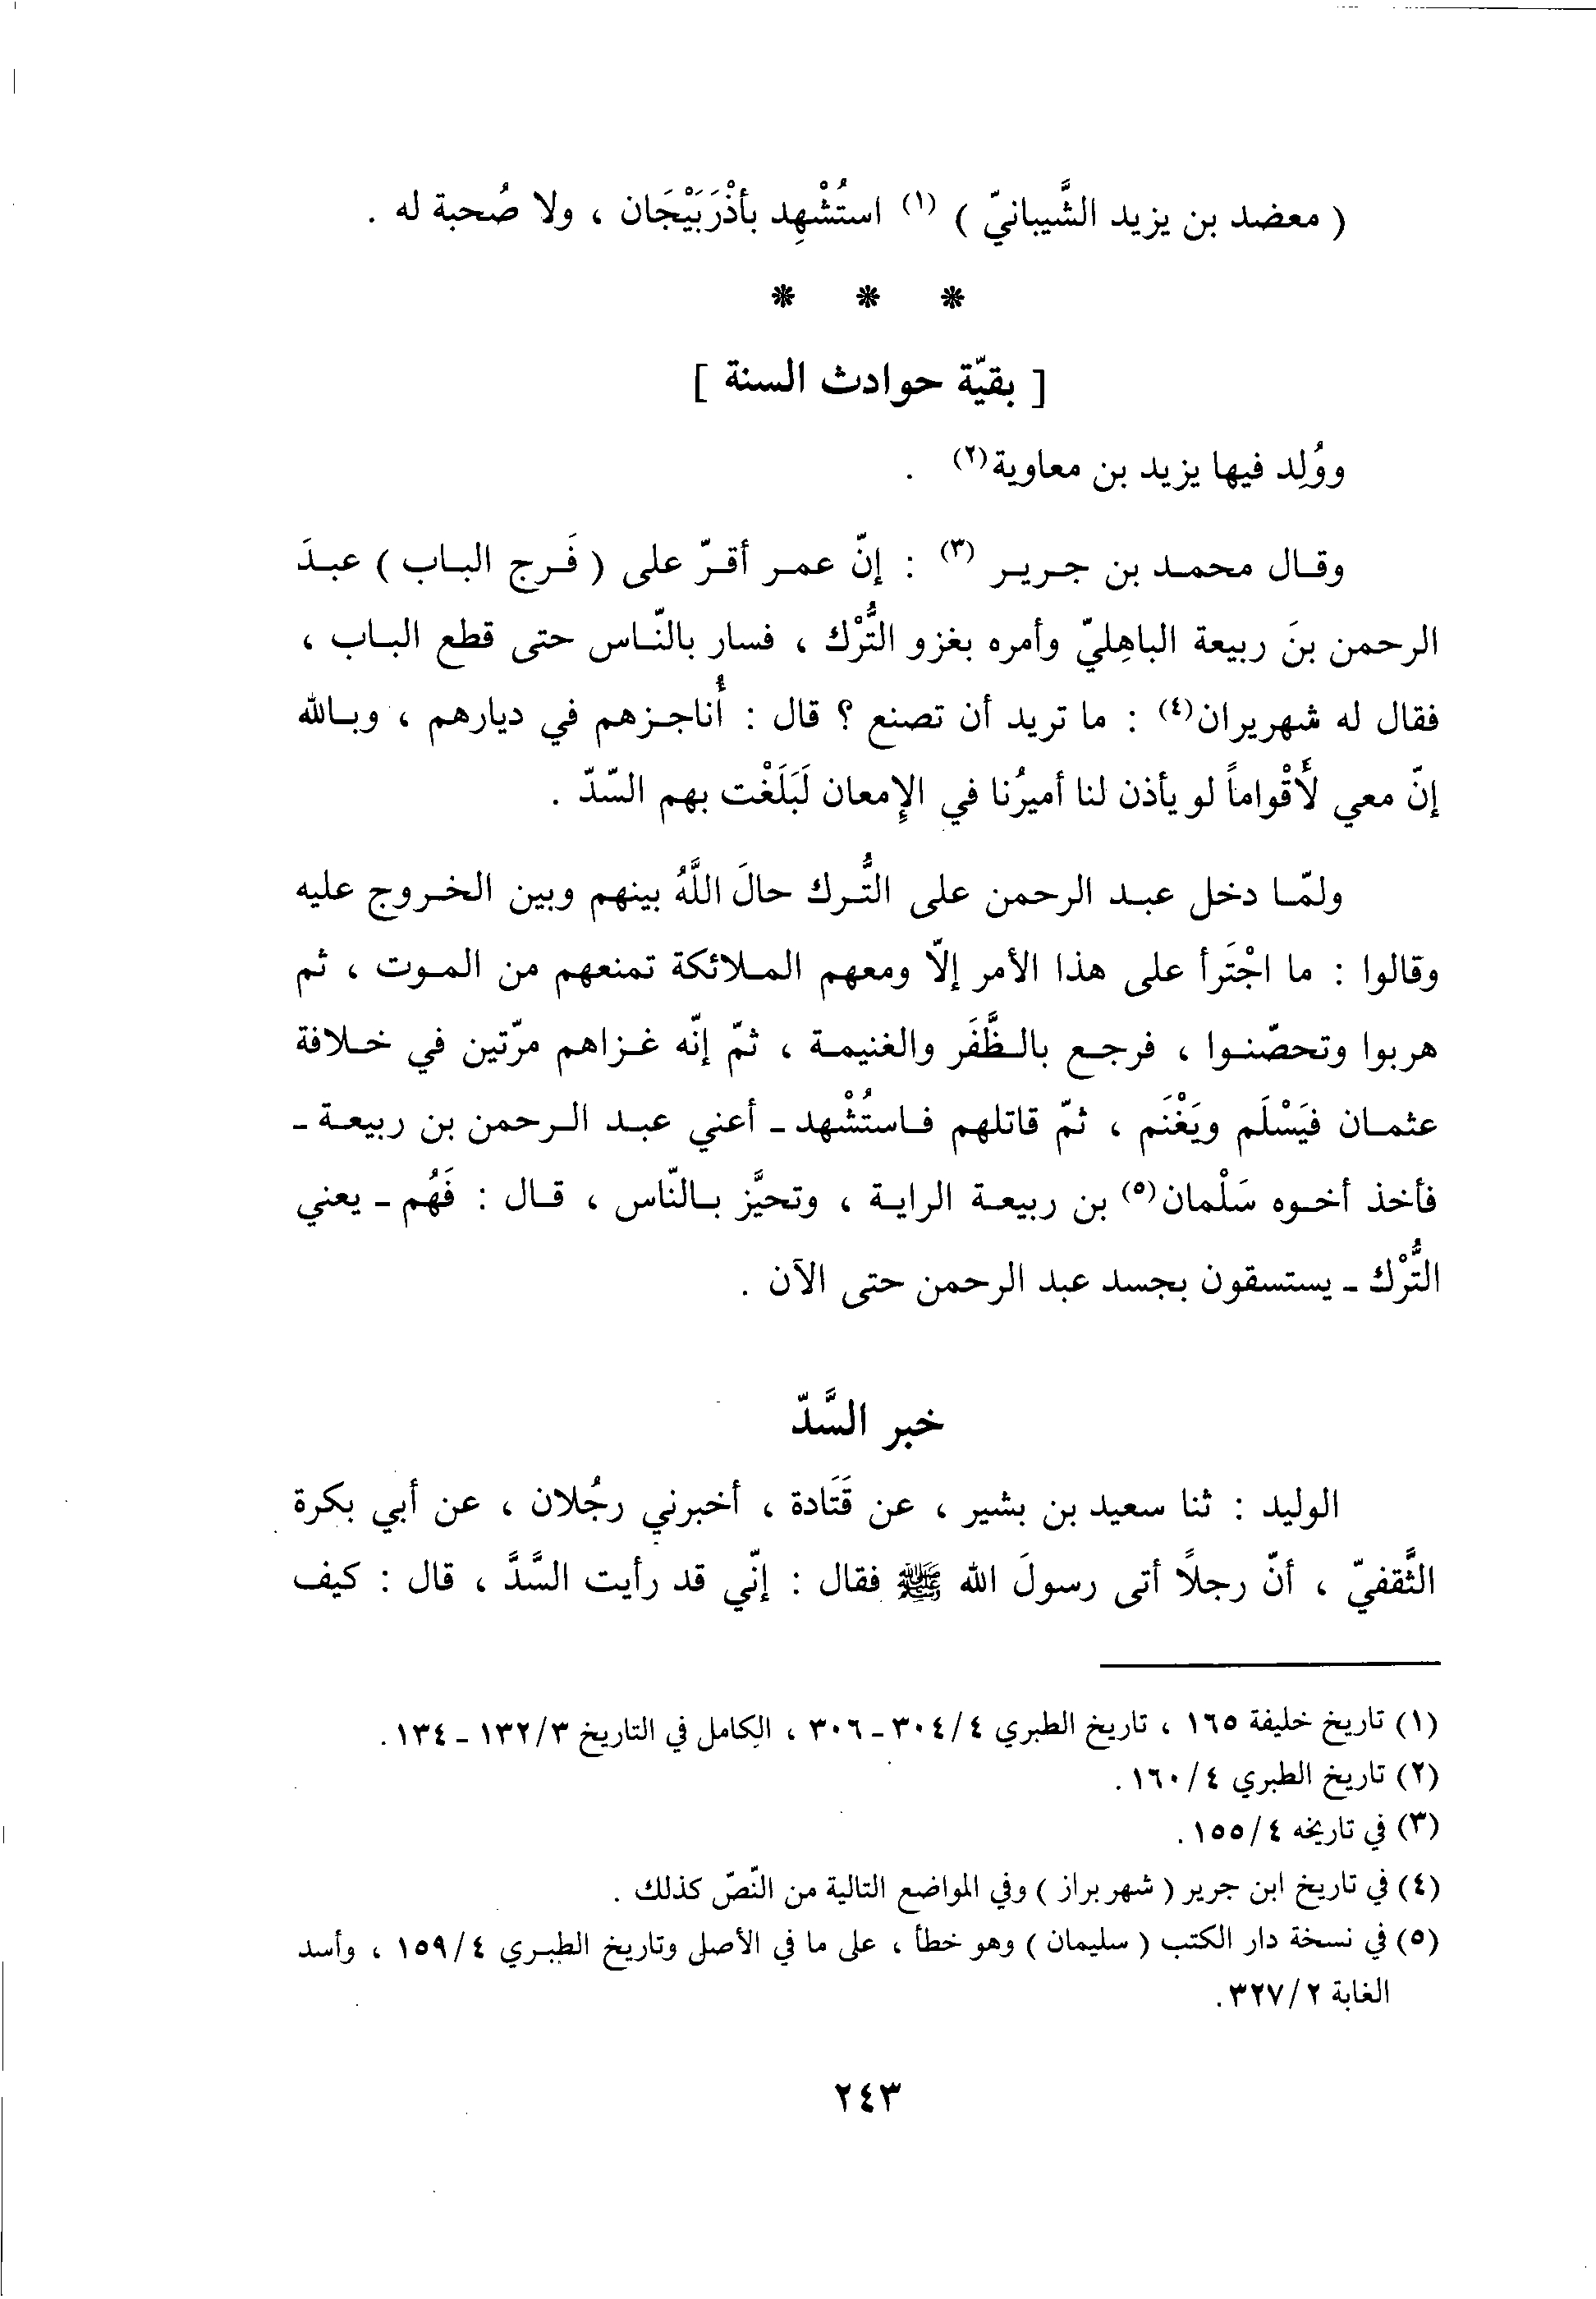 ( معضد بن يزيد الشَّيبانيّ ) (١) استُشْهِد بأذْرَبَيْجَان ، ولا صُحبة له .
* * *
[ بقيّة حوادث السنة ]
ووُلِد فيها يزيد بن معاوية(٢) .
وقال محمد بن جرير (٣) : إنّ عمر أقرّ على ( فَرج الباب ) عبدَ
الرحمن بنَ ربيعة الباهِليّ وأمره بغزو التُّرْك ، فسار بالنّاس حتى قطع الباب ،
فقال له شهريران(٤) : ما تريد أن تصنع ؟ قال : أُناجزهم في ديارهم ، وبالله
إنّ معي لَأَقْواماً لو يأذن لنا أميرُنا في الإِمعان لَبَلَغْت بهم السّدّ .
ولمّا دخل عبد الرحمن على التُّرك حالَ اللَّهُ بينهم وبين الخروج عليه
وقالوا : ما اجْتَرأ على هذا الأمر إلّا ومعهم الملائكة تمنعهم من الموت ، ثم
هربوا وتحصّنوا ، فرجع بالظَّفَر والغنيمة ، ثمّ إنّه غزاهم مرّتين في خلافة
عثمان فيَسْلَم ويَغْنَم ، ثمّ قاتلهم فاستُشْهد ـ أعني عبد الرحمن بن ربيعة ـ
فأخذ أخوه سَلْمان(٥) بن ربيعة الراية ، وتحيَّز بالنّاس ، قال : فَهُم ـ يعني
التُّرْك ـ يستسقون بجسد عبد الرحمن حتى الآن .
خبر السَّدّ
الوليد : ثنا سعيد بن بشير ، عن قَتَادة ، أخبرني رجُلان ، عن أبي بكرة
الثَّقفيّ ، أنّ رجلًا أتى رسولَ الله ﷺ فقال : إنّي قد رأيت السَّدَّ ، قال : كيف
(١) تاريخ خليفة ١٦٥ ، تاريخ الطبري ٤/ ٣٠٤ ـ ٣٠٦ ، الكامل في التاريخ ٣/ ١٣٢ ـ ١٣٤ .
(٢) تاريخ الطبري ٤/ ١٦٠ .
(٣) في تاريخه ٤/ ١٥٥ .
(٤) في تاريخ ابن جرير ( شهربراز ) وفي المواضع التالية من النّصّ كذلك .
(٥) في نسخة دار الكتب ( سليمان ) وهو خطأ ، على ما في الأصل وتاريخ الطبري ٤/ ١٥٩ ، وأسد
الغابة ٢/ ٣٢٧ .
٢٤٣